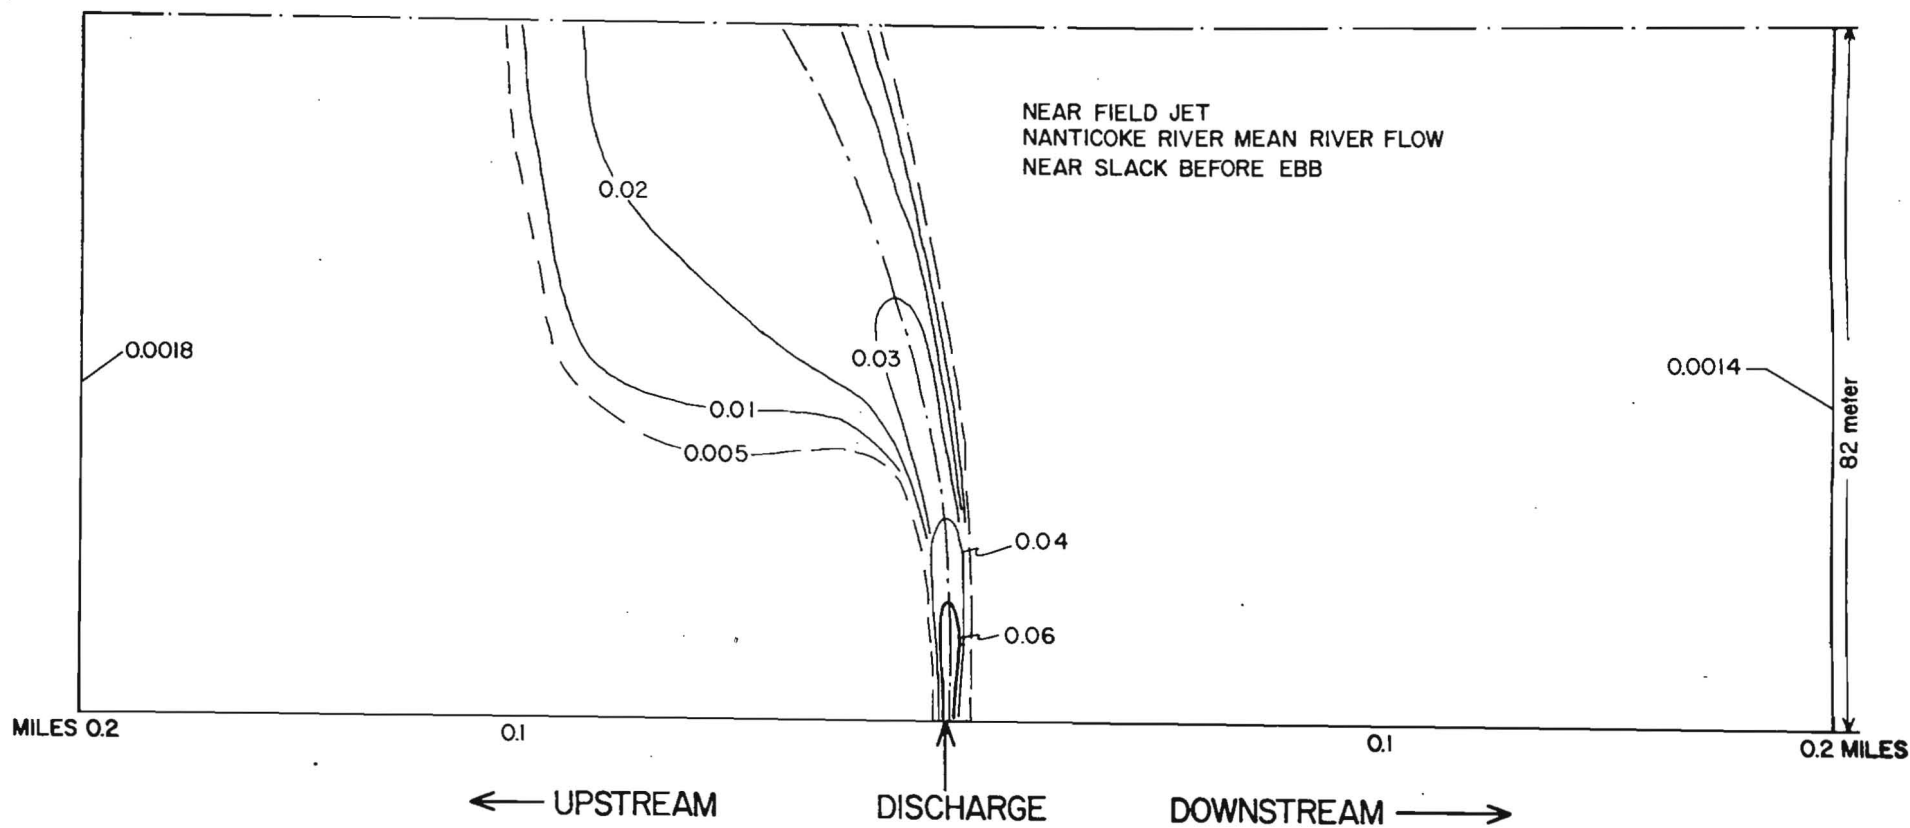 NEAR FIELD JET
NANTICOKE RIVER MEAN RIVER FLOW
NEAR SLACK BEFORE EBB
0.02
0.0018
0.03
0.0014
0.01
82 meter
0.005
0.04
0.06
MILES 0.2
0.1
0.1
0.2 MILES
UPSTREAM
DISCHARGE
DOWNSTREAM